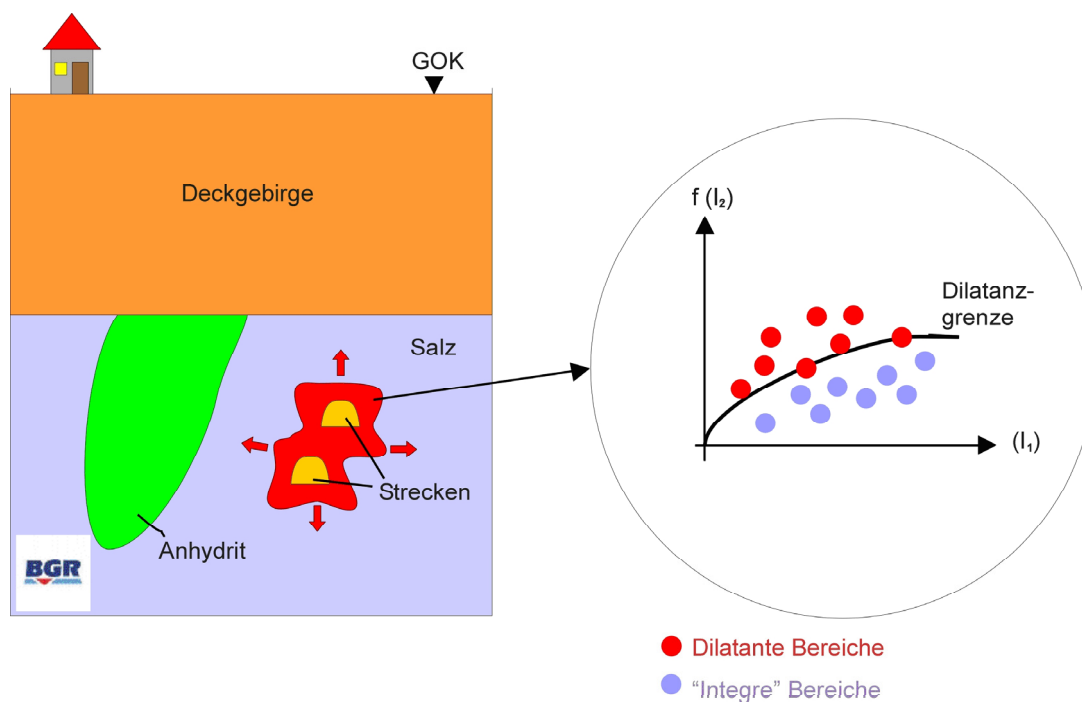 GOK
Deckgebirge
Salz
Strecken
Anhydrit
BGR
f (I₂)
Dilatanz-
grenze
(I₁)
Dilatante Bereiche
“Integre” Bereiche